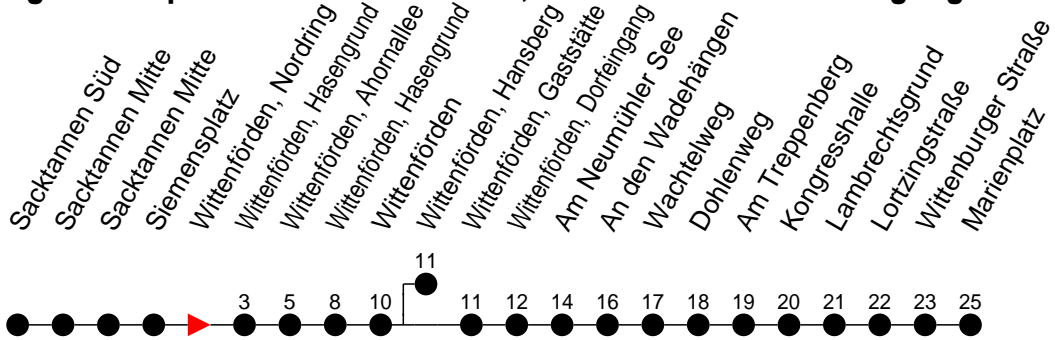 Sacktannen Süd
Sacktannen Mitte
Sacktannen Mitte
Siemensplatz
Wittenförden, Nordring
Wittenförden, Hasengrund
Wittenförden, Ahornallee
Wittenförden, Hasengrund
Wittenförden
Wittenförden, Hansberg
Wittenförden, Gaststätte
Wittenförden, Dorfeingang
Am Neumühler See
An den Wadehängen
Wachtelweg
Dohlenweg
Am Treppenberg
Kongresshalle
Lambrechtsgrund
Lortzingstraße
Wittenburger Straße
Marienplatz
11
3 5 8 10 11 12 14 16 17 18 19 20 21 22 23 25